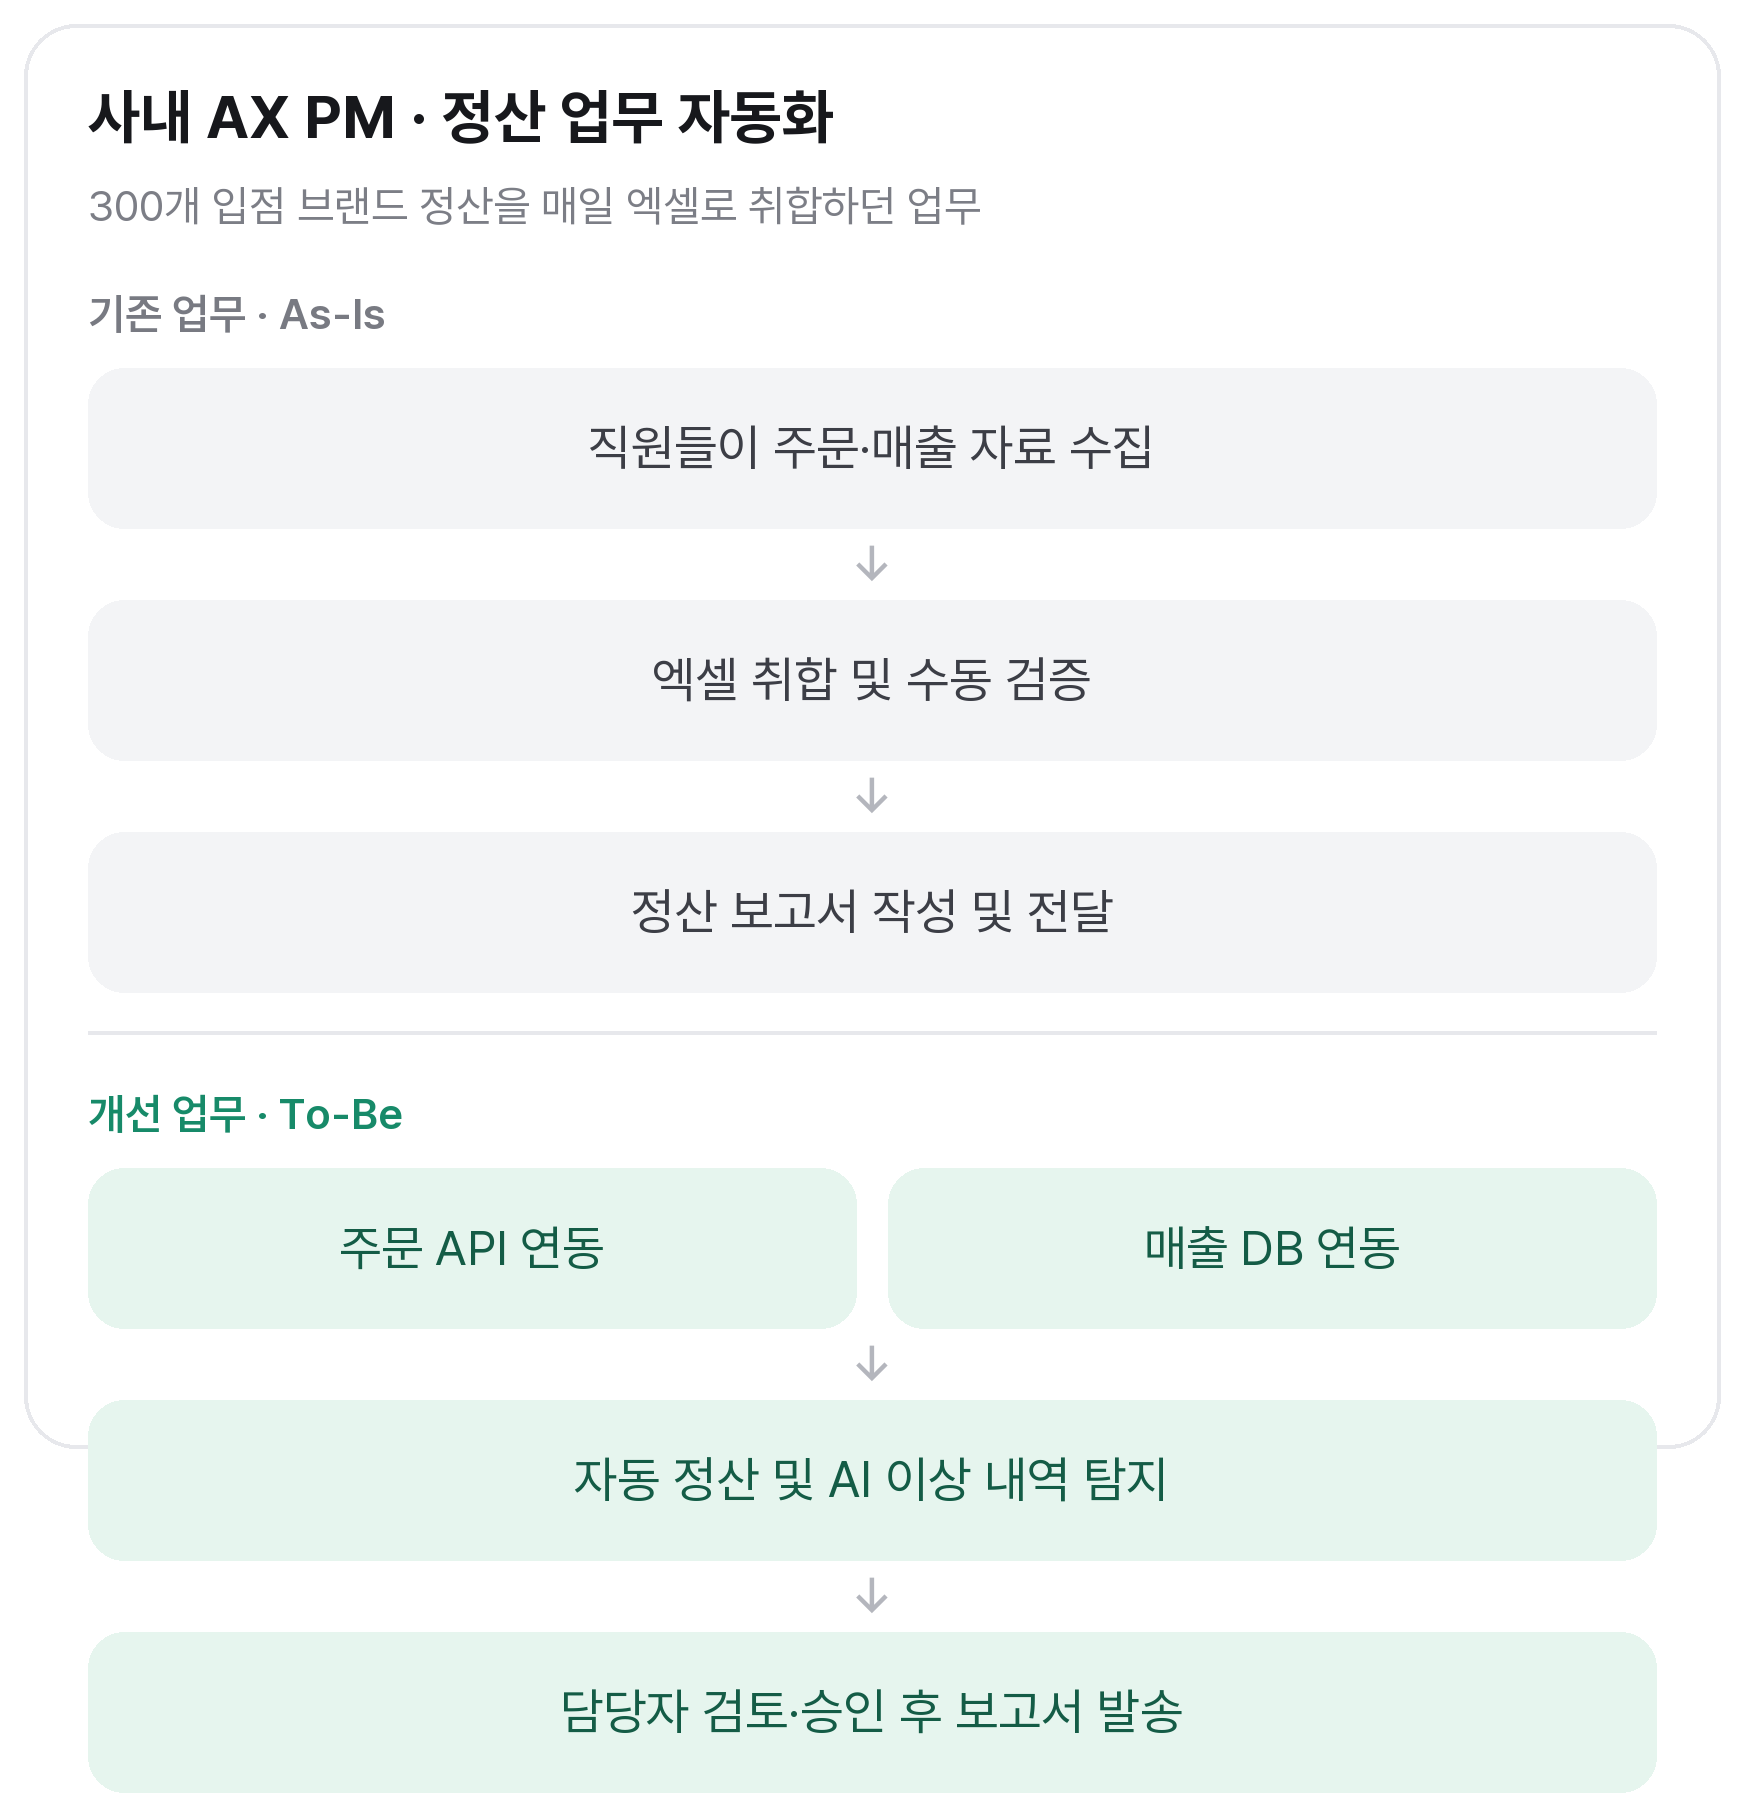 사내 AX PM · 정산 업무 자동화
300개 입점 브랜드 정산을 매일 엑셀로 취합하던 업무
기존 업무 · As-Is
직원들이 주문·매출 자료 수집
↓
엑셀 취합 및 수동 검증
↓
정산 보고서 작성 및 전달
개선 업무 · To-Be
주문 API 연동
매출 DB 연동
↓
자동 정산 및 AI 이상 내역 탐지
↓
담당자 검토·승인 후 보고서 발송